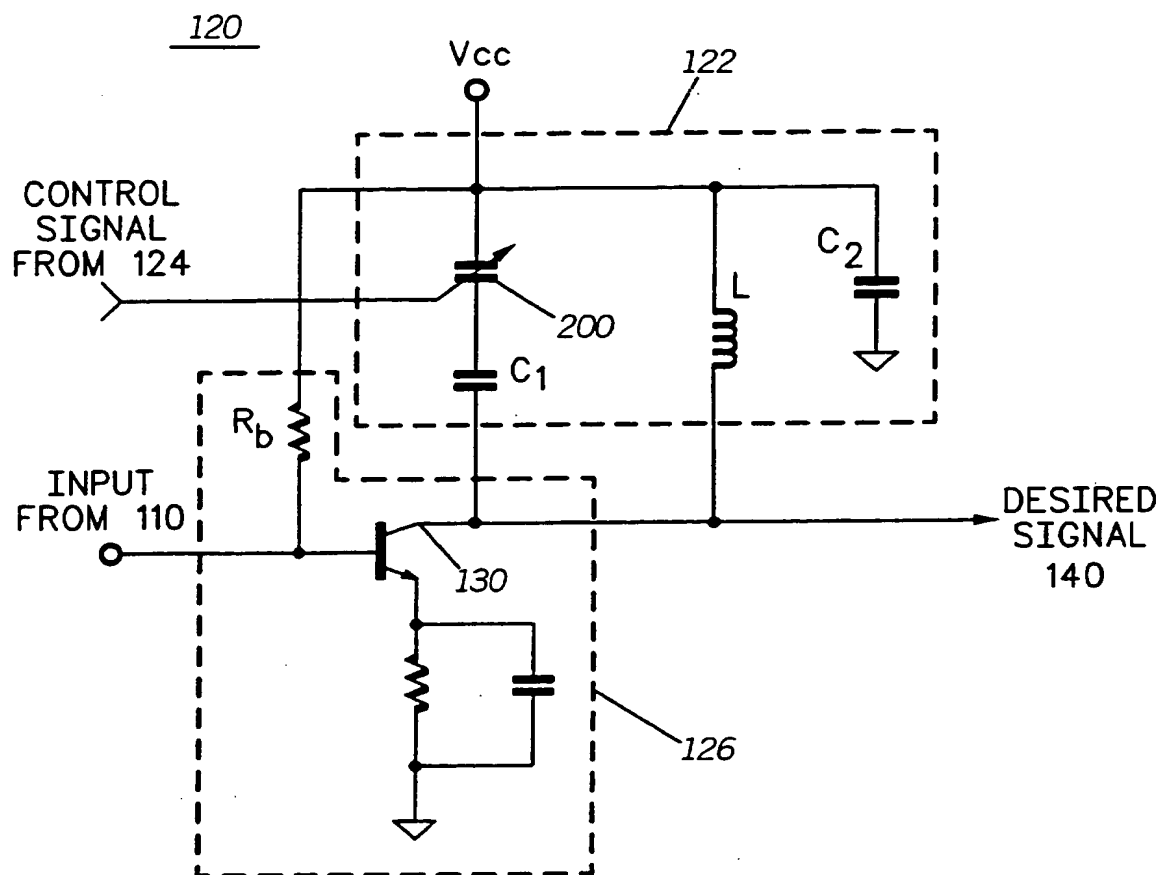 120
Vcc
122
CONTROL
SIGNAL
FROM 124
C2
L
200
C1
Rb
INPUT
FROM 110
DESIRED
SIGNAL
140
130
126